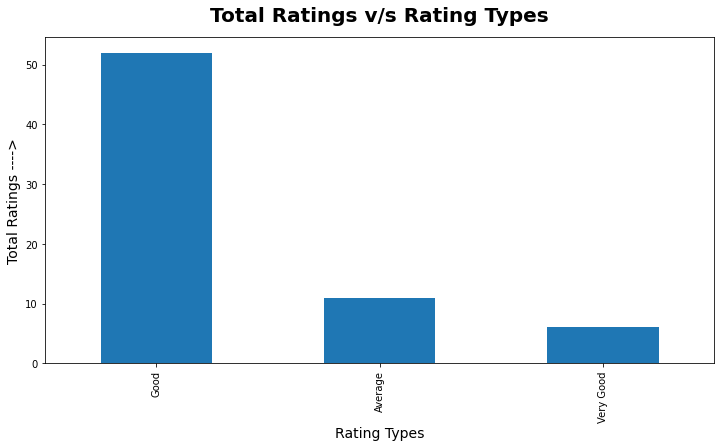 Total Ratings v/s Rating Types
Total Ratings ---->
50
40
30
20
10
0
Good
Average
Very Good
Rating Types